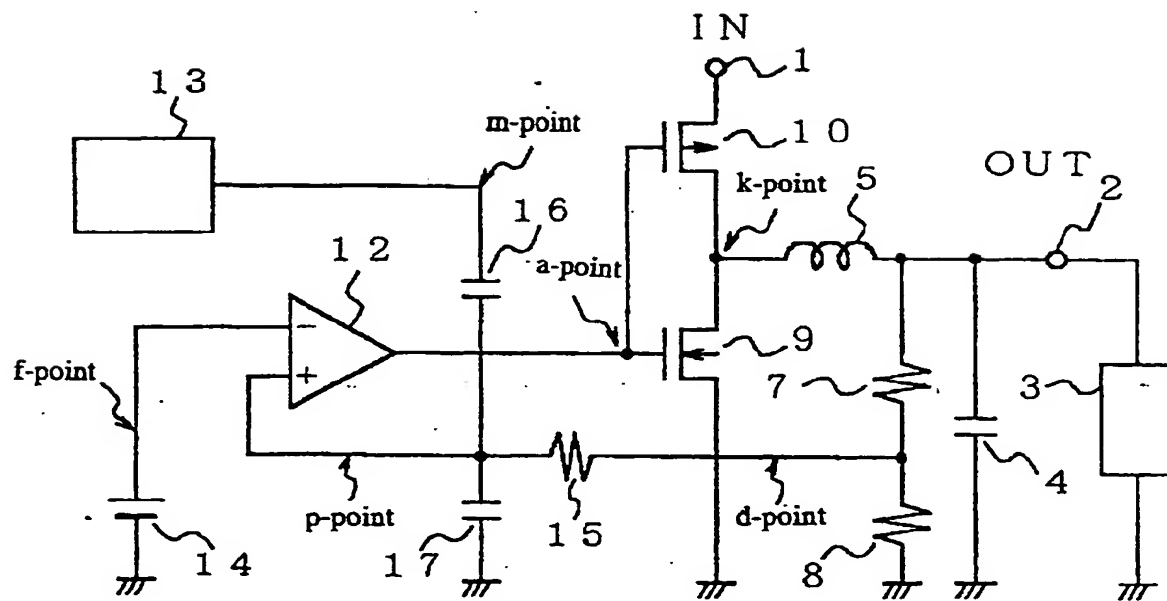 IN
1
13
m-point
10
OUT
2
k-point
5
16
12
a-point
−
+
9
f-point
7
3
4
p-point
15
d-point
14
17
8